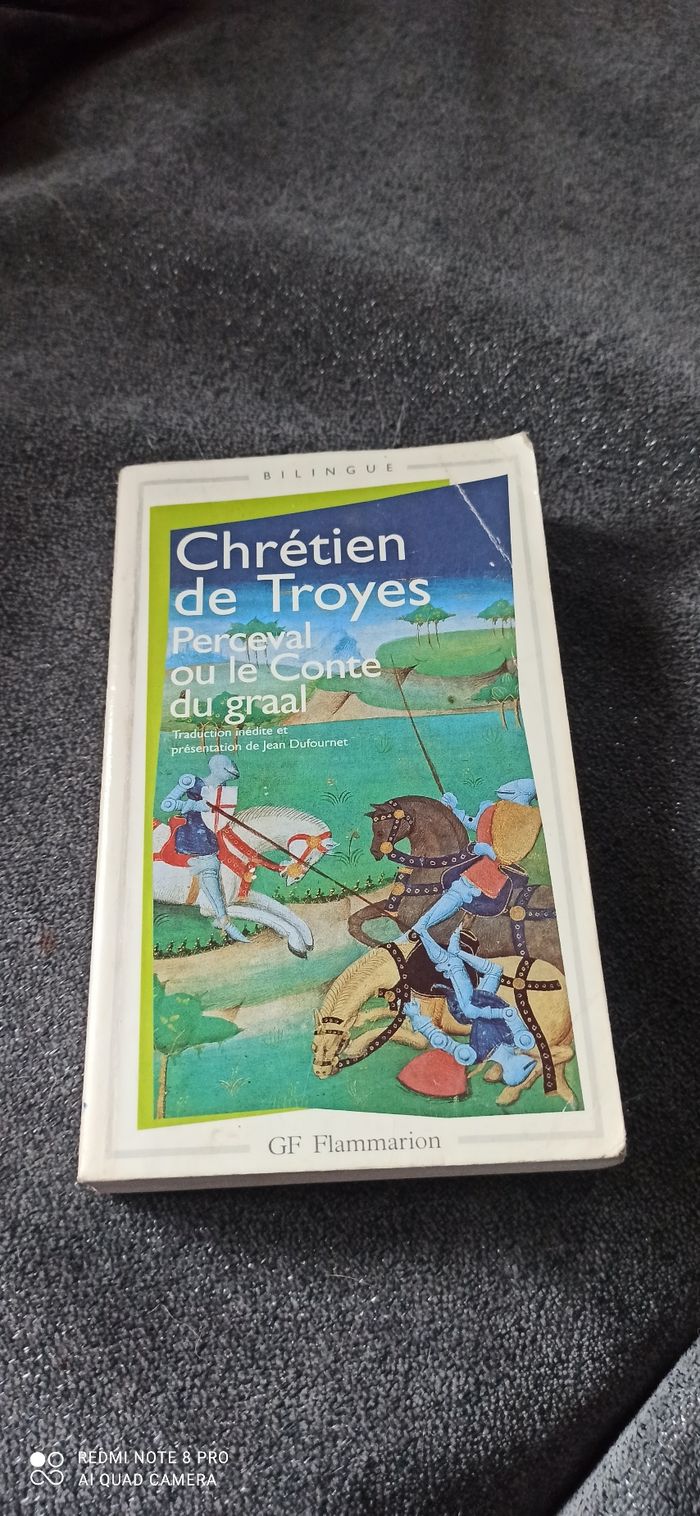 BILINGUE
Chrétien
de Troyes
Perceval
ou le Conte
du graal
Traduction inédite et
présentation de Jean Dufournet
GF Flammarion
REDMI NOTE 8 PRO
AI QUAD CAMERA